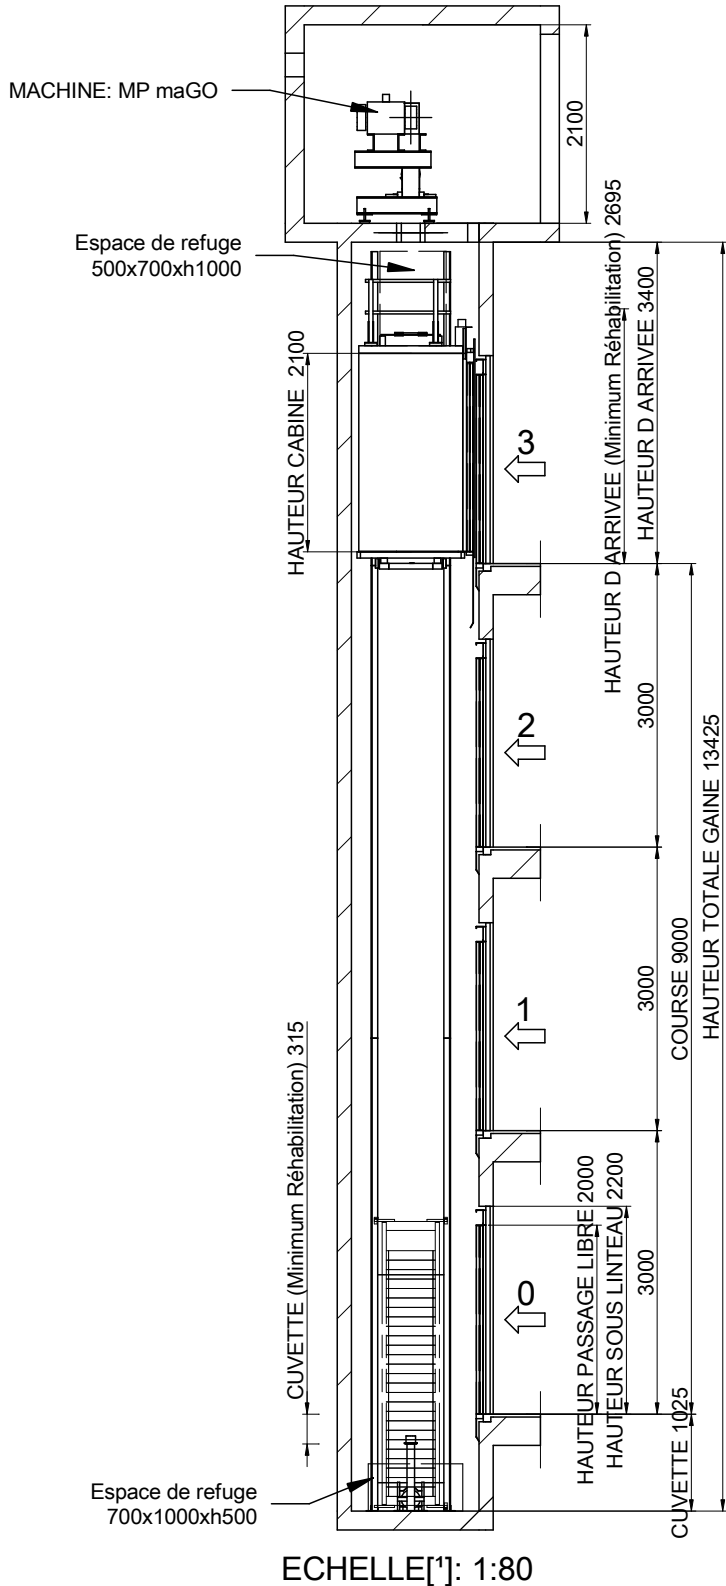 MACHINE: MP maGO
2100
Espace de refuge
500x700xh1000
HAUTEUR D ARRIVEE (Minimum Réhabilitation) 2695
HAUTEUR D ARRIVEE 3400
HAUTEUR CABINE 2100
3
3000
2
HAUTEUR TOTALE GAINE 13425
COURSE 9000
3000
1
CUVETTE (Minimum Réhabilitation) 315
HAUTEUR PASSAGE LIBRE 2000
HAUTEUR SOUS LINTEAU 2200
3000
0
CUVETTE 1025
Espace de refuge
700x1000xh500
ECHELLE[¹]: 1:80